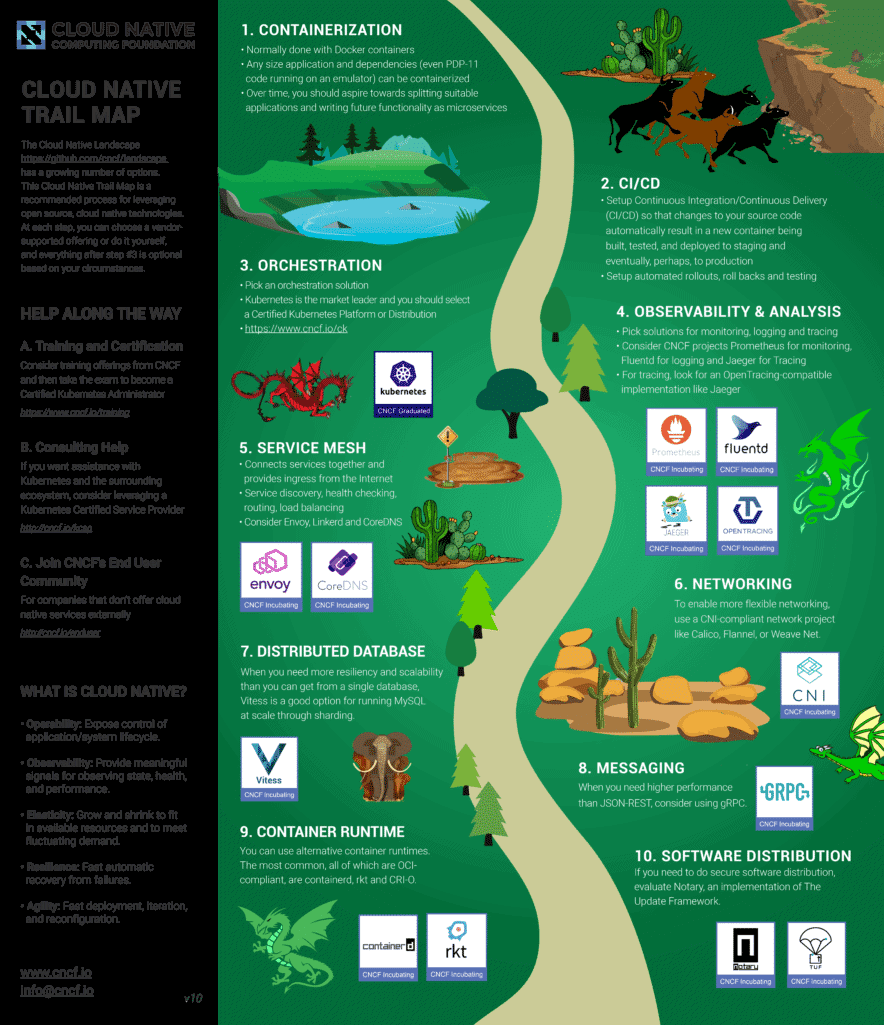 CLOUD NATIVE
COMPUTING FOUNDATION
CLOUD NATIVE
TRAIL MAP
The Cloud Native Landscape
https://github.com/cncf/landscape
has a growing number of options.
This Cloud Native Trail Map is a
recommended process for leveraging
open source, cloud native technologies.
At each step, you can choose a vendor-
supported offering or do it yourself,
and everything after step #3 is optional
based on your circumstances.
HELP ALONG THE WAY
A. Training and Certification
Consider training offerings from CNCF
and then take the exam to become a
Certified Kubernetes Administrator
https://www.cncf.io/training
B. Consulting Help
If you want assistance with
Kubernetes and the surrounding
ecosystem, consider leveraging a
Kubernetes Certified Service Provider
http://cncf.io/kcsp
C. Join CNCF's End User
Community
For companies that don't offer cloud
native services externally
http://cncf.io/enduser
WHAT IS CLOUD NATIVE?
• Operability: Expose control of
application/system lifecycle.
• Observability: Provide meaningful
signals for observing state, health,
and performance.
• Elasticity: Grow and shrink to fit
in available resources and to meet
fluctuating demand.
• Resilience: Fast automatic
recovery from failures.
• Agility: Fast deployment, iteration,
and reconfiguration.
www.cncf.io
info@cncf.io
v10
1. CONTAINERIZATION
• Normally done with Docker containers
• Any size application and dependencies (even PDP-11
code running on an emulator) can be containerized
• Over time, you should aspire towards splitting suitable
applications and writing future functionality as microservices
2. CI/CD
• Setup Continuous Integration/Continuous Delivery
(CI/CD) so that changes to your source code
automatically result in a new container being
built, tested, and deployed to staging and
eventually, perhaps, to production
• Setup automated rollouts, roll backs and testing
3. ORCHESTRATION
• Pick an orchestration solution
• Kubernetes is the market leader and you should select
a Certified Kubernetes Platform or Distribution
• https://www.cncf.io/ck
kubernetes
CNCF Graduated
4. OBSERVABILITY & ANALYSIS
• Pick solutions for monitoring, logging and tracing
• Consider CNCF projects Prometheus for monitoring,
Fluentd for logging and Jaeger for Tracing
• For tracing, look for an OpenTracing-compatible
implementation like Jaeger
Prometheus
CNCF Incubating
fluentd
CNCF Incubating
JAEGER
CNCF Incubating
OPENTRACING
CNCF Incubating
5. SERVICE MESH
• Connects services together and
provides ingress from the Internet
• Service discovery, health checking,
routing, load balancing
• Consider Envoy, Linkerd and CoreDNS
envoy
CNCF Incubating
CoreDNS
CNCF Incubating
6. NETWORKING
To enable more flexible networking,
use a CNI-compliant network project
like Calico, Flannel, or Weave Net.
CNI
CNCF Incubating
7. DISTRIBUTED DATABASE
When you need more resiliency and scalability
than you can get from a single database,
Vitess is a good option for running MySQL
at scale through sharding.
Vitess
CNCF Incubating
8. MESSAGING
When you need higher performance
than JSON-REST, consider using gRPC.
GRPC
CNCF Incubating
9. CONTAINER RUNTIME
You can use alternative container runtimes.
The most common, all of which are OCI-
compliant, are containerd, rkt and CRI-O.
containerd
CNCF Incubating
rkt
CNCF Incubating
10. SOFTWARE DISTRIBUTION
If you need to do secure software distribution,
evaluate Notary, an implementation of The
Update Framework.
Notary
CNCF Incubating
TUF
CNCF Incubating